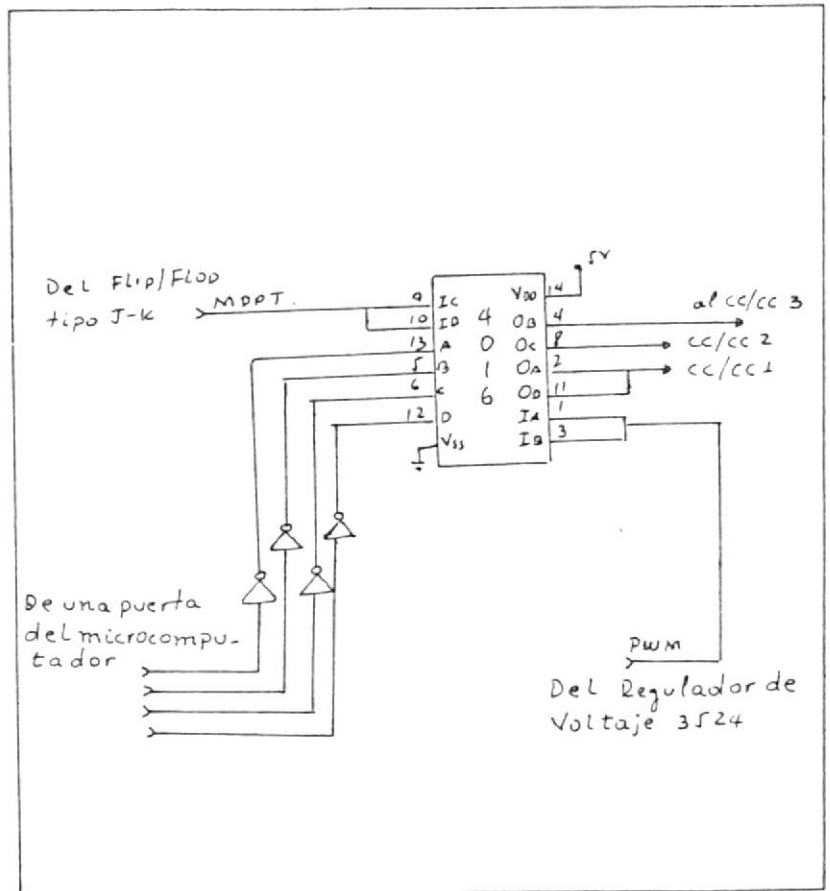 Del Flip/Flop
tipo J-K
MDPT.
9
10
13
5
6
12
IC
ID
A
B
C
D
VSS
4
0
1
6
VDD
OB
OC
OA
OD
IA
IB
14
4
8
2
11
1
3
5V
al CC/CC 3
CC/CC 2
CC/CC 1
De una puerta
del microcompu-
tador
PWM
Del Regulador de
Voltaje 3524